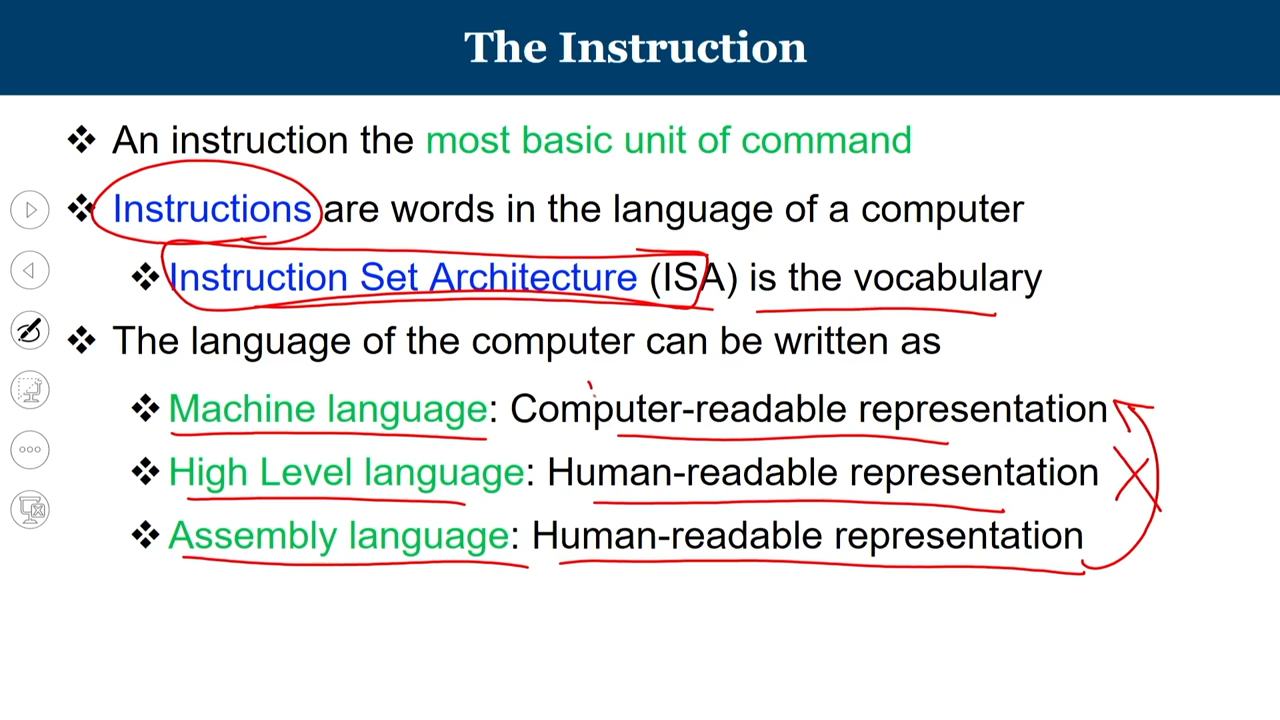 The Instruction
❖ An instruction the most basic unit of command
❖ Instructions are words in the language of a computer
❖ Instruction Set Architecture (ISA) is the vocabulary
❖ The language of the computer can be written as
❖ Machine language: Computer-readable representation
❖ High Level language: Human-readable representation
❖ Assembly language: Human-readable representation